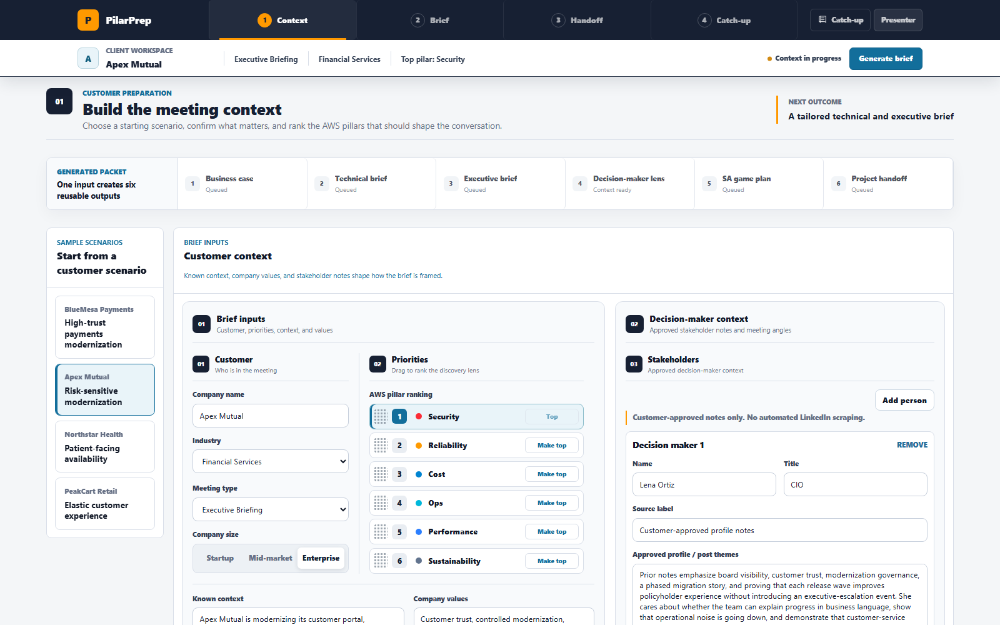 P PilarPrep
1 Context
2 Brief
3 Handoff
4 Catch-up
Catch-up
Presenter
A
CLIENT WORKSPACE
Apex Mutual
Executive Briefing
Financial Services
Top pilar: Security
Context in progress
Generate brief
01
CUSTOMER PREPARATION
Build the meeting context
Choose a starting scenario, confirm what matters, and rank the AWS pillars that should shape the conversation.
NEXT OUTCOME
A tailored technical and executive brief
GENERATED PACKET
One input creates six
reusable outputs
1 Business case
Queued
2 Technical brief
Queued
3 Executive brief
Queued
4 Decision-maker lens
Context ready
5 SA game plan
Queued
6 Project handoff
Queued
SAMPLE SCENARIOS
Start from a
customer scenario
BlueMesa Payments
High-trust
payments
modernization
Apex Mutual
Risk-sensitive
modernization
Northstar Health
Patient-facing
availability
PeakCart Retail
Elastic customer
experience
BRIEF INPUTS
Customer context
Known context, company values, and stakeholder notes shape how the brief is framed.
01 Brief inputs
Customer, priorities, context, and values
01 Customer
Who is in the meeting
Company name
Apex Mutual
Industry
Financial Services
Meeting type
Executive Briefing
Company size
Startup Mid-market Enterprise
02 Priorities
Drag to rank the discovery lens
AWS pillar ranking
1 Security Top
2 Reliability Make top
3 Cost Make top
4 Ops Make top
5 Performance Make top
6 Sustainability Make top
Known context
Apex Mutual is modernizing its customer portal,
Company values
Customer trust, controlled modernization,
02 Decision-maker context
Approved stakeholder notes and meeting angles
03 Stakeholders
Approved decision-maker context
Add person
Customer-approved notes only. No automated LinkedIn scraping.
Decision maker 1
REMOVE
Name
Lena Ortiz
Title
CIO
Source label
Customer-approved profile notes
Approved profile / post themes
Prior notes emphasize board visibility, customer trust, modernization governance,
a phased migration story, and proving that each release wave improves
policyholder experience without introducing an executive-escalation event. She
cares about whether the team can explain progress in business language, show
that operational noise is going down, and demonstrate that customer-service